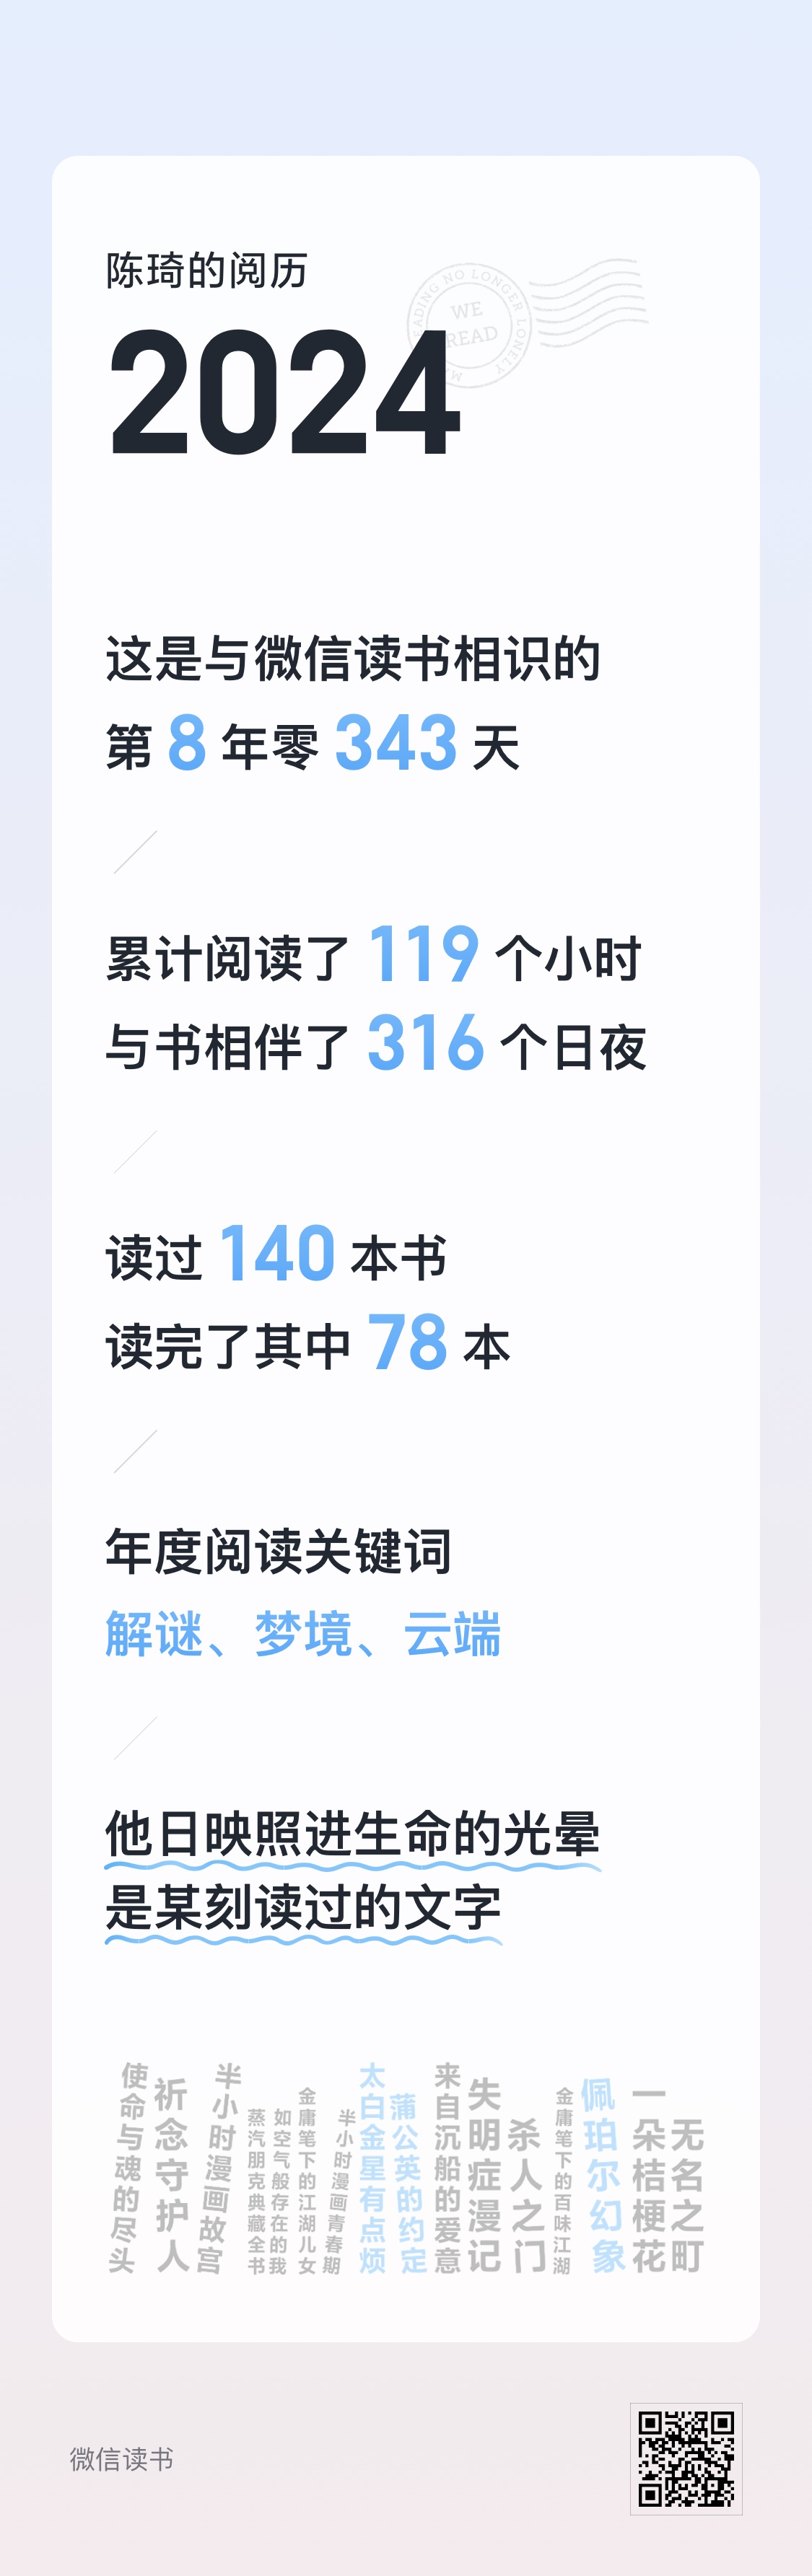 陈琦的阅历
READING NO LONGER LONELY
WE
READ
2024
这是与微信读书相识的
第 8 年零 343 天
累计阅读了 119 个小时
与书相伴了 316 个日夜
读过 140 本书
读完了其中 78 本
年度阅读关键词
解谜、梦境、云端
他日映照进生命的光晕
是某刻读过的文字
使命与魂的尽头
祈念守护人
半小时漫画故宫
蒸汽朋克典藏全书
如空气般存在的我
金庸笔下的江湖儿女
半小时漫画青春期
太白金星有点烦
蒲公英的约定
来自沉船的爱意
失明症漫记
杀人之门
金庸笔下的百味江湖
佩珀尔幻象
一朵桔梗花
无名之町
微信读书